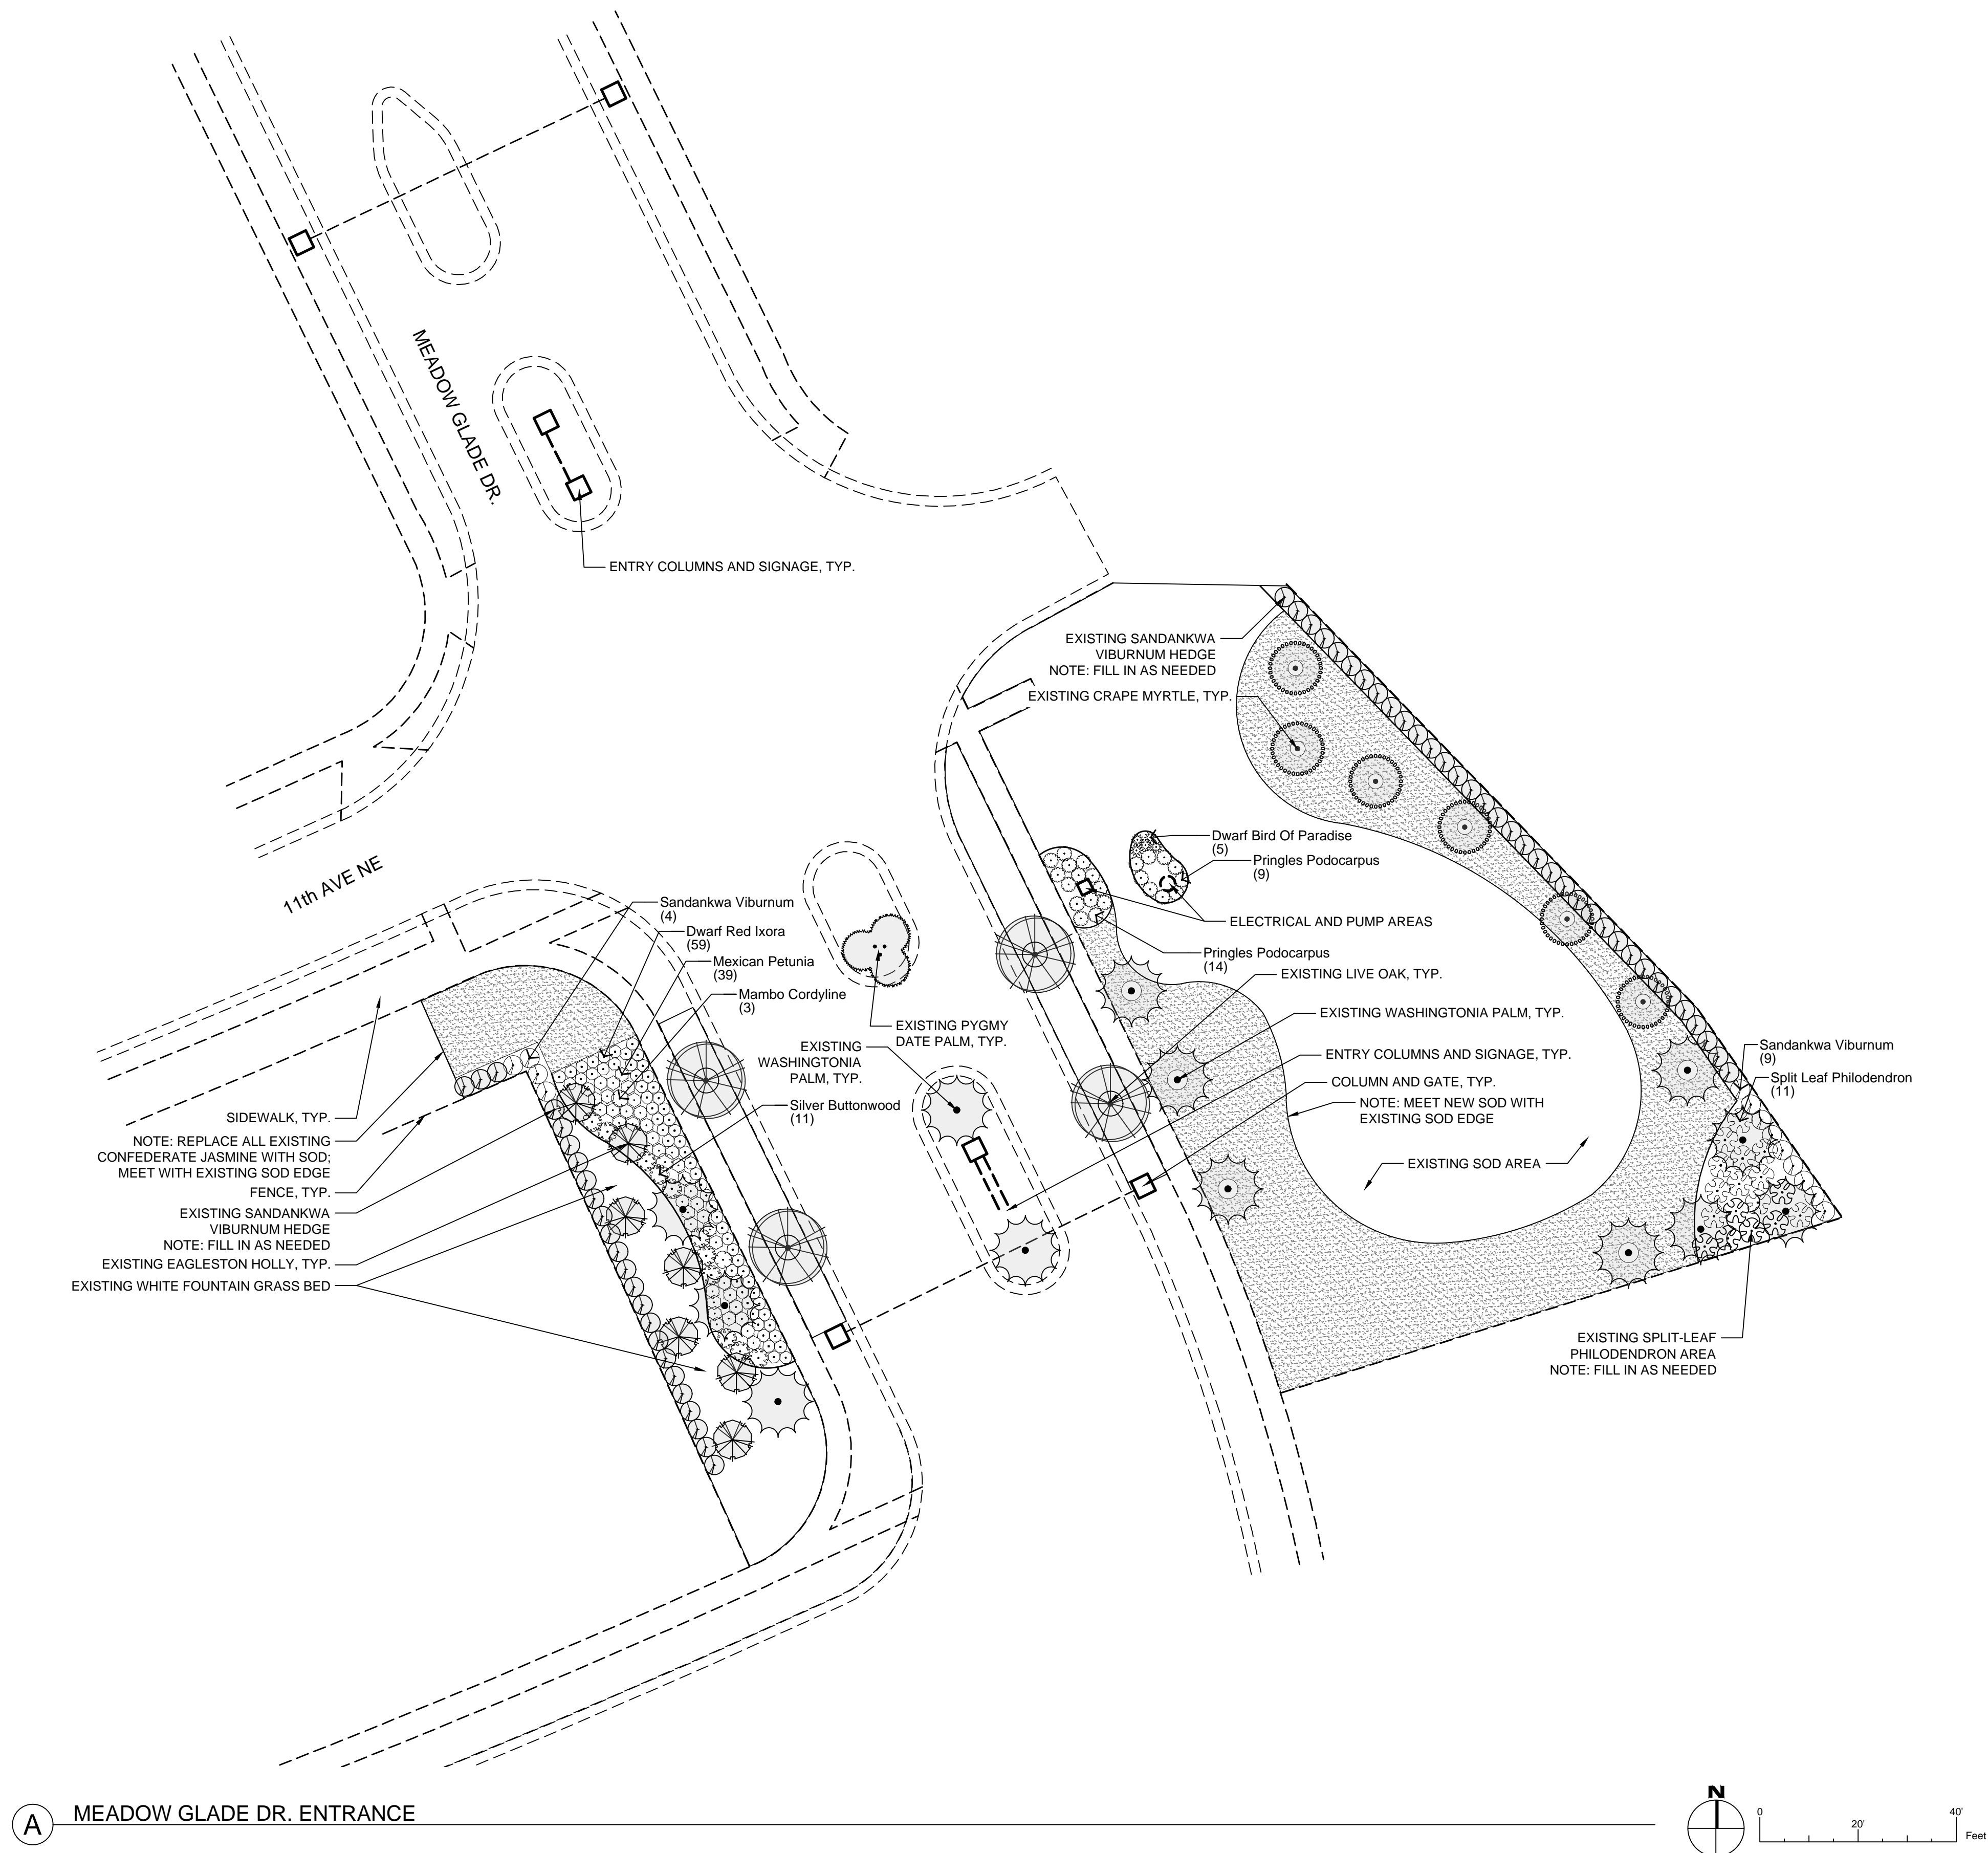 MEADOW GLADE DR.
ENTRY COLUMNS AND SIGNAGE, TYP.
EXISTING SANDANKWA
VIBURNUM HEDGE
NOTE: FILL IN AS NEEDED
EXISTING CRAPE MYRTLE, TYP.
Dwarf Bird Of Paradise
(5)
Pringles Podocarpus
(9)
ELECTRICAL AND PUMP AREAS
Pringles Podocarpus
(14)
EXISTING LIVE OAK, TYP.
EXISTING WASHINGTONIA PALM, TYP.
ENTRY COLUMNS AND SIGNAGE, TYP.
COLUMN AND GATE, TYP.
NOTE: MEET NEW SOD WITH
EXISTING SOD EDGE
EXISTING SOD AREA
Sandankwa Viburnum
(9)
Split Leaf Philodendron
(11)
EXISTING SPLIT-LEAF
PHILODENDRON AREA
NOTE: FILL IN AS NEEDED
11th AVE NE
Sandankwa Viburnum
(4)
Dwarf Red Ixora
(59)
Mexican Petunia
(39)
Mambo Cordyline
(3)
EXISTING PYGMY
DATE PALM, TYP.
EXISTING
WASHINGTONIA
PALM, TYP.
Silver Buttonwood
(11)
SIDEWALK, TYP.
NOTE: REPLACE ALL EXISTING
CONFEDERATE JASMINE WITH SOD;
MEET WITH EXISTING SOD EDGE
FENCE, TYP.
EXISTING SANDANKWA
VIBURNUM HEDGE
NOTE: FILL IN AS NEEDED
EXISTING EAGLESTON HOLLY, TYP.
EXISTING WHITE FOUNTAIN GRASS BED
A
MEADOW GLADE DR. ENTRANCE
N
0
20'
40'
Feet